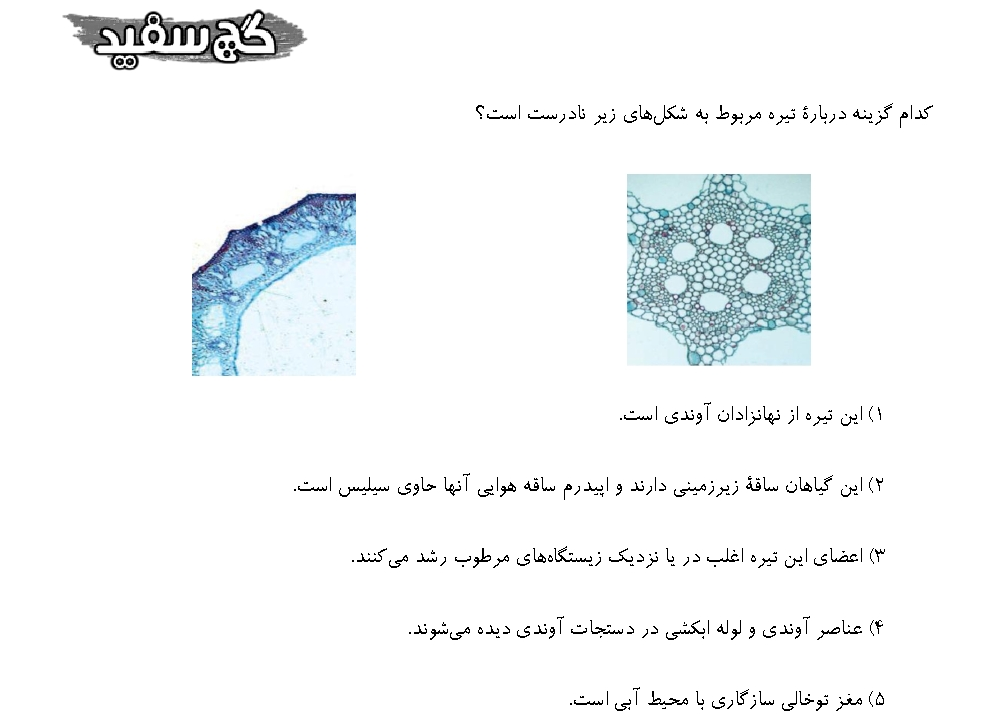 گچ سفید
کدام گزینه دربارهٔ تیره مربوط به شکل‌های زیر نادرست است؟
۱) این تیره از نهانزادان آوندی است.
۲) این گیاهان ساقهٔ زیرزمینی دارند و اپیدرم ساقه هوایی آنها حاوی سیلیس است.
۳) اعضای این تیره اغلب در یا نزدیک زیستگاه‌های مرطوب رشد می‌کنند.
۴) عناصر آوندی و لوله ابکشی در دستجات آوندی دیده می‌شوند.
۵) مغز توخالی سازگاری با محیط آبی است.